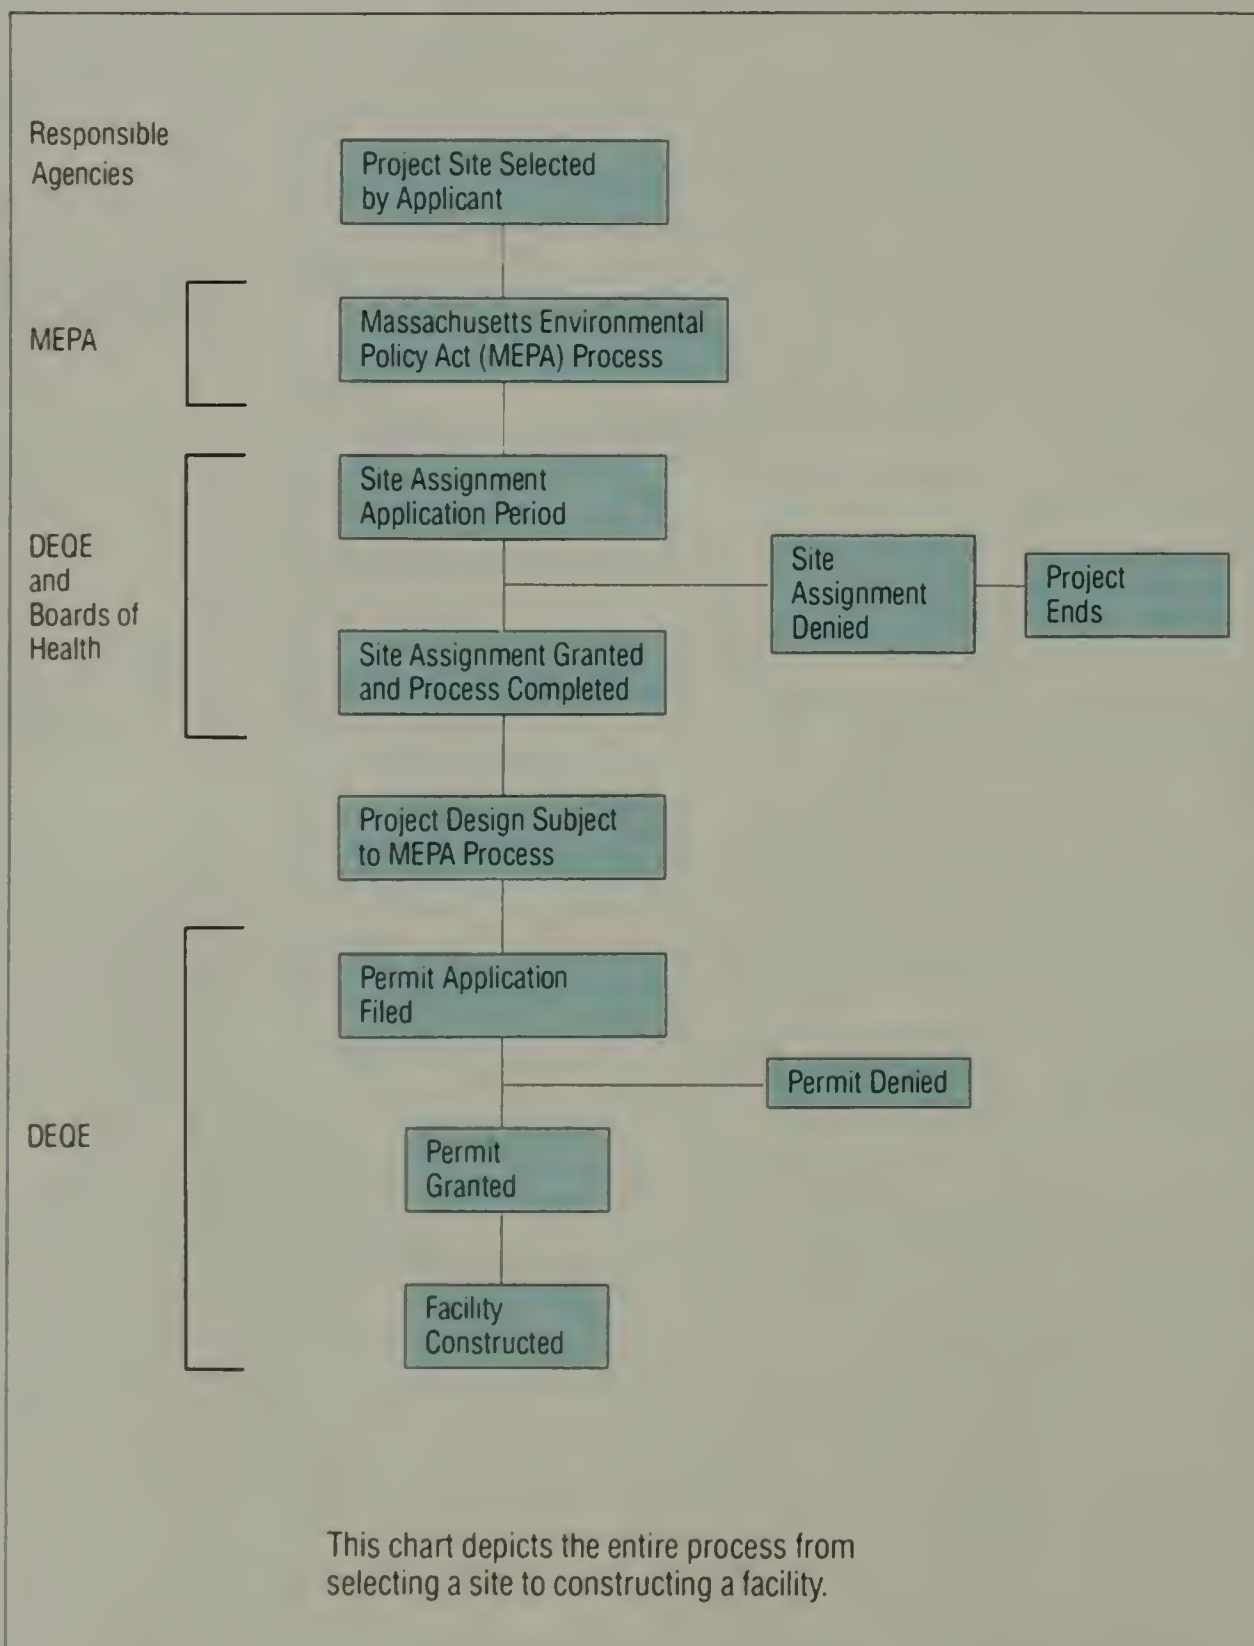 Responsible
Agencies
Project Site Selected
by Applicant
MEPA
Massachusetts Environmental
Policy Act (MEPA) Process
DEQE
and
Boards of
Health
Site Assignment
Application Period
Site
Assignment
Denied
Project
Ends
Site Assignment Granted
and Process Completed
Project Design Subject
to MEPA Process
DEQE
Permit Application
Filed
Permit Denied
Permit
Granted
Facility
Constructed
This chart depicts the entire process from
selecting a site to constructing a facility.